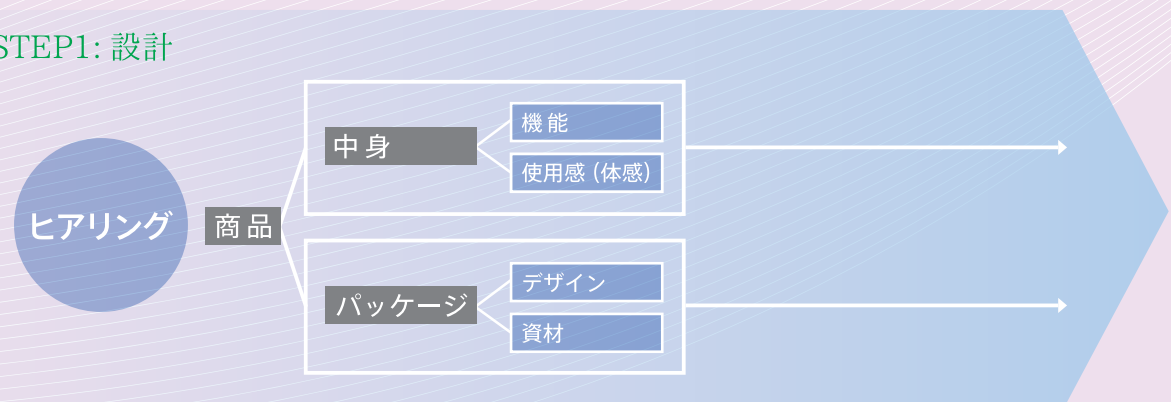 STEP1: 設計
ヒアリング
商品
中身
機能
使用感（体感）
パッケージ
デザイン
資材